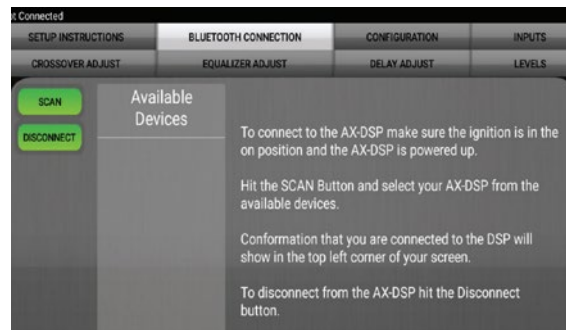 Connected
SETUP INSTRUCTIONS BLUETOOTH CONNECTION CONFIGURATION INPUTS
CROSSOVER ADJUST EQUALIZER ADJUST DELAY ADJUST LEVELS
SCAN
DISCONNECT
Available
Devices
To connect to the AX-DSP make sure the ignition is in the
on position and the AX-DSP is powered up.
Hit the SCAN Button and select your AX-DSP from the
available devices.
Conformation that you are connected to the DSP will
show in the top left corner of your screen.
To disconnect from the AX-DSP hit the Disconnect
button.